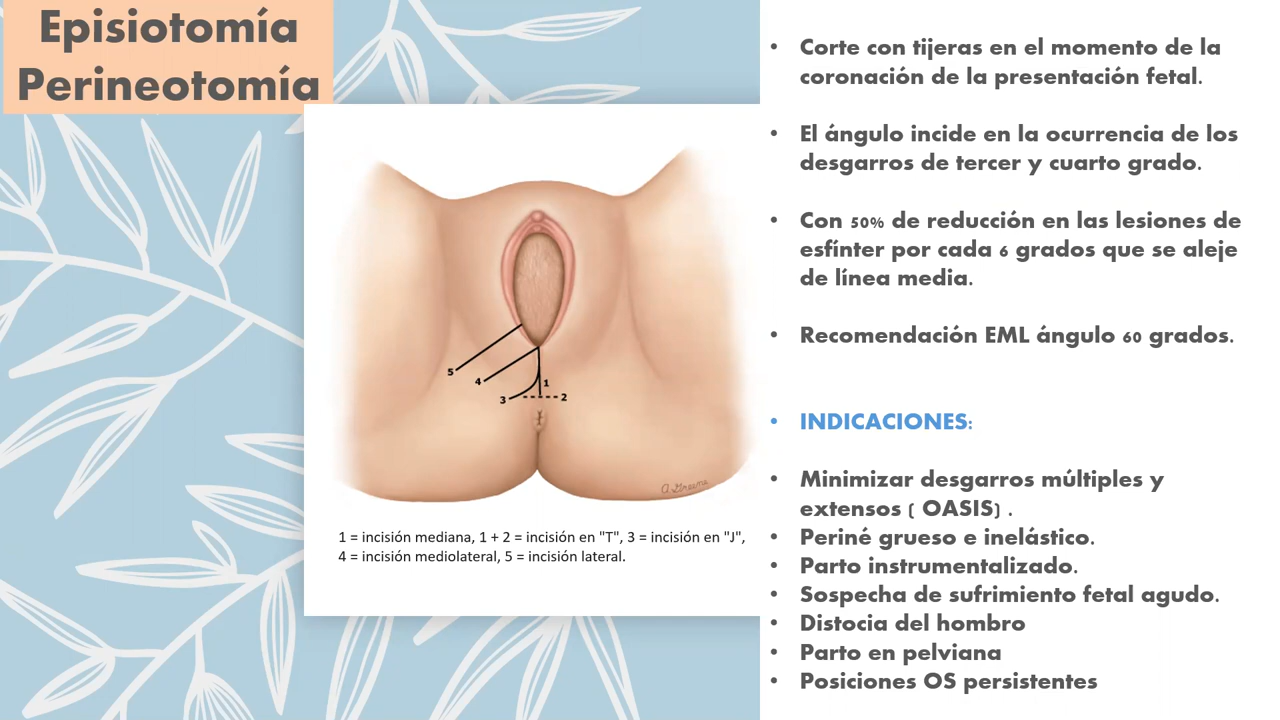 Episiotomía
Perineotomía
5
4
3
1
2
A.Greene
1 = incisión mediana, 1 + 2 = incisión en "T", 3 = incisión en "J",
4 = incisión mediolateral, 5 = incisión lateral.
• Corte con tijeras en el momento de la
coronación de la presentación fetal.
• El ángulo incide en la ocurrencia de los
desgarros de tercer y cuarto grado.
• Con 50% de reducción en las lesiones de
esfínter por cada 6 grados que se aleje
de línea media.
• Recomendación EML ángulo 60 grados.
• INDICACIONES:
• Minimizar desgarros múltiples y
extensos ( OASIS) .
• Periné grueso e inelástico.
• Parto instrumentalizado.
• Sospecha de sufrimiento fetal agudo.
• Distocia del hombro
• Parto en pelviana
• Posiciones OS persistentes